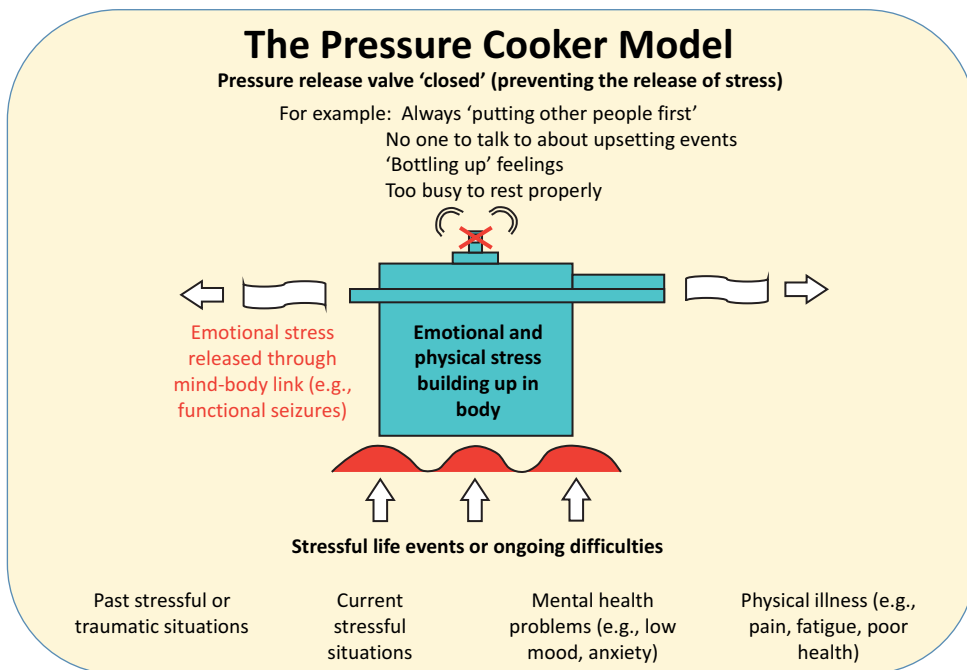 The Pressure Cooker Model
Pressure release valve ‘closed’ (preventing the release of stress)
For example: Always ‘putting other people first’
No one to talk to about upsetting events
‘Bottling up’ feelings
Too busy to rest properly
Emotional stress
released through
mind-body link (e.g.,
functional seizures)
Emotional and
physical stress
building up in
body
Stressful life events or ongoing difficulties
Past stressful or
traumatic situations
Current
stressful
situations
Mental health
problems (e.g., low
mood, anxiety)
Physical illness (e.g.,
pain, fatigue, poor
health)